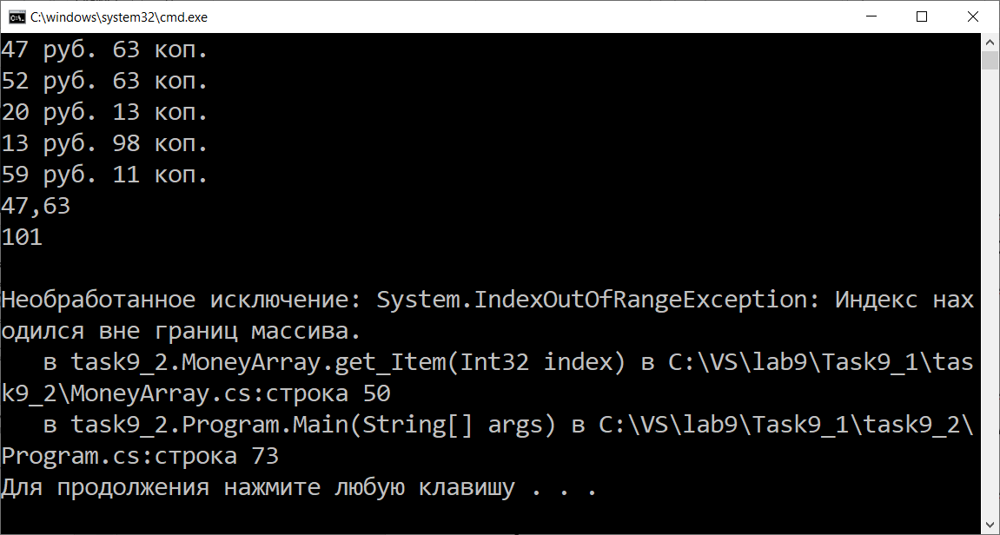 C:\windows\system32\cmd.exe
47 руб. 63 коп.
52 руб. 63 коп.
20 руб. 13 коп.
13 руб. 98 коп.
59 руб. 11 коп.
47,63
101
Необработанное исключение: System.IndexOutOfRangeException: Индекс нах
одился вне границ массива.
   в task9_2.MoneyArray.get_Item(Int32 index) в C:\VS\lab9\Task9_1\tas
k9_2\MoneyArray.cs:строка 50
   в task9_2.Program.Main(String[] args) в C:\VS\lab9\Task9_1\task9_2\
Program.cs:строка 73
Для продолжения нажмите любую клавишу . . .